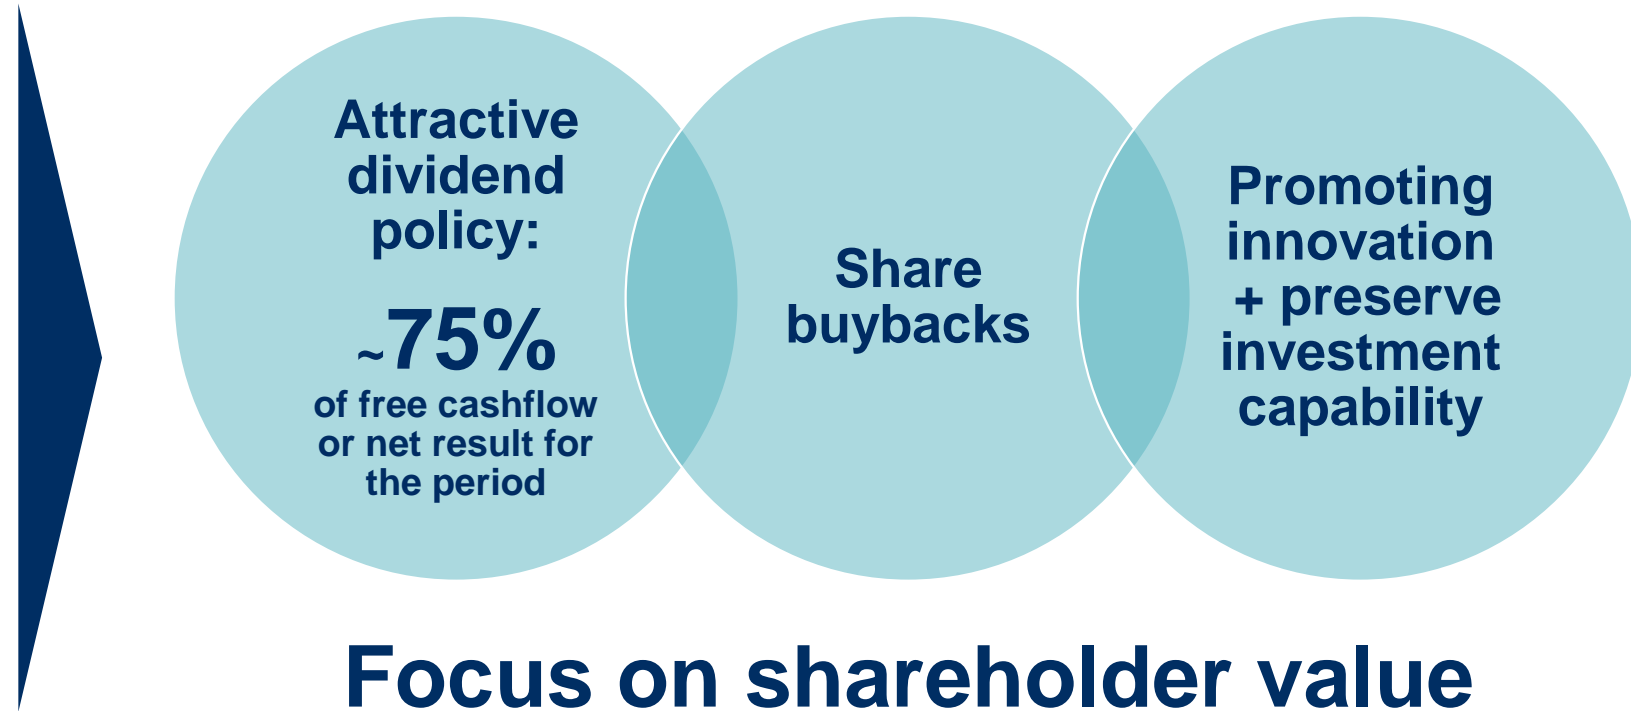 Attractive
dividend
policy:
~75%
of free cashflow
or net result for
the period
Share
buybacks
Promoting
innovation
+ preserve
investment
capability
Focus on shareholder value